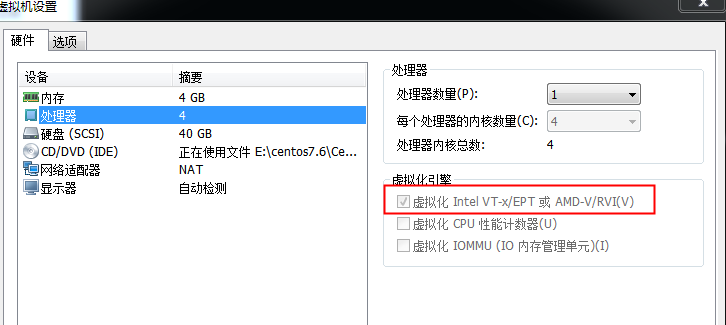 虚拟机设置
硬件 选项
设备 摘要
内存 4 GB
处理器 4
硬盘 (SCSI) 40 GB
CD/DVD (IDE) 正在使用文件 E:\centos7.6\Ce...
网络适配器 NAT
显示器 自动检测
处理器
处理器数量(P): 1
每个处理器的内核数量(C): 4
处理器内核总数: 4
虚拟化引擎
虚拟化 Intel VT-x/EPT 或 AMD-V/RVI(V)
虚拟化 CPU 性能计数器(U)
虚拟化 IOMMU (IO 内存管理单元)(I)